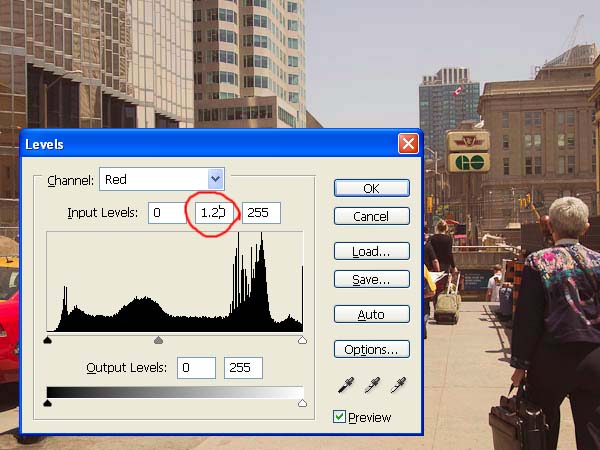 Levels
Channel: Red
Input Levels: 0 1.20 255
OK
Cancel
Load...
Save...
Auto
Options...
Output Levels: 0 255
Preview
GO